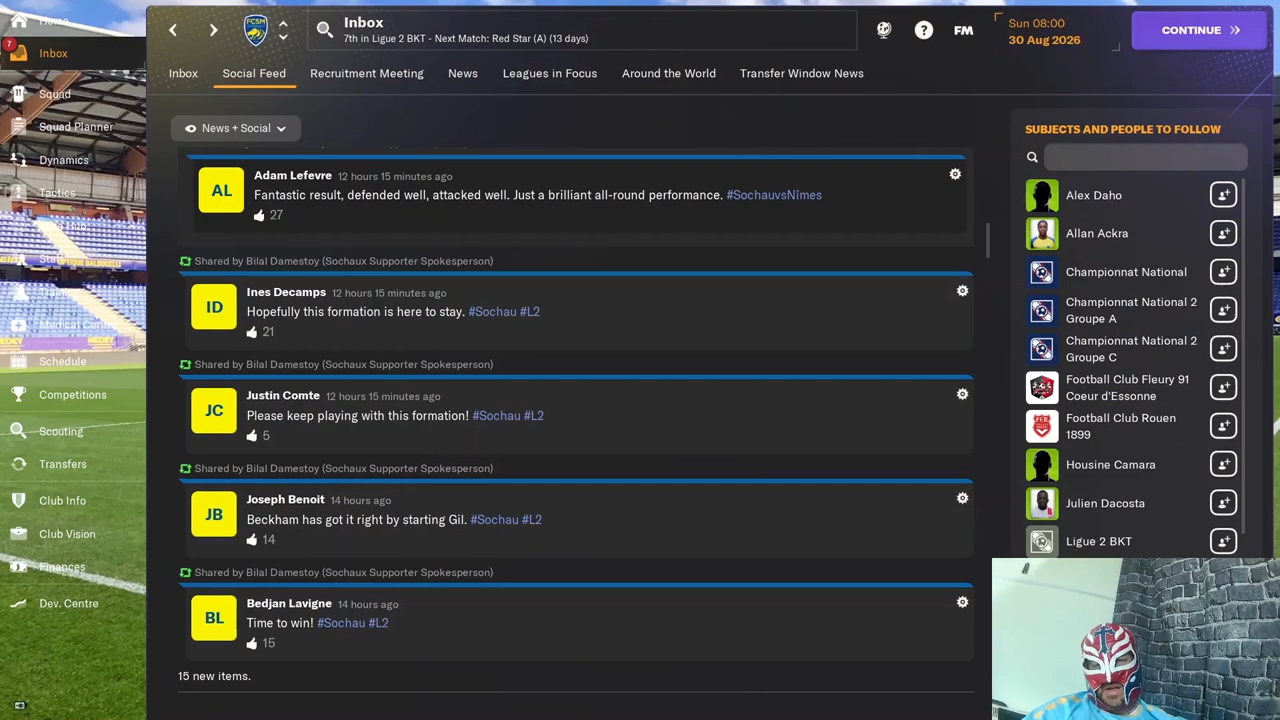 Home
7
Inbox
Squad
Squad Planner
Dynamics
Tactics
Schedule
Competitions
Scouting
Transfers
Club Info
Club Vision
Finances
Dev. Centre
FCSM
Inbox
7th in Ligue 2 BKT - Next Match: Red Star (A) (13 days)
?
FM
Sun 08:00
30 Aug 2026
CONTINUE
Inbox
Social Feed
Recruitment Meeting
News
Leagues in Focus
Around the World
Transfer Window News
News + Social
AL
Adam Lefevre 12 hours 15 minutes ago
Fantastic result, defended well, attacked well. Just a brilliant all-round performance. #SochauvsNimes
27
Shared by Bilal Damestoy (Sochaux Supporter Spokesperson)
ID
Ines Decamps 12 hours 15 minutes ago
Hopefully this formation is here to stay. #Sochau #L2
21
Shared by Bilal Damestoy (Sochaux Supporter Spokesperson)
JC
Justin Comte 12 hours 15 minutes ago
Please keep playing with this formation! #Sochau #L2
5
Shared by Bilal Damestoy (Sochaux Supporter Spokesperson)
JB
Joseph Benoit 14 hours ago
Beckham has got it right by starting Gil. #Sochau #L2
14
Shared by Bilal Damestoy (Sochaux Supporter Spokesperson)
BL
Bedjan Lavigne 14 hours ago
Time to win! #Sochau #L2
15
15 new items.
SUBJECTS AND PEOPLE TO FOLLOW
Alex Daho
Allan Ackra
Championnat National
Championnat National 2
Groupe A
Championnat National 2
Groupe C
Football Club Fleury 91
Coeur d'Essonne
Football Club Rouen
1899
Housine Camara
Julien Dacosta
Ligue 2 BKT